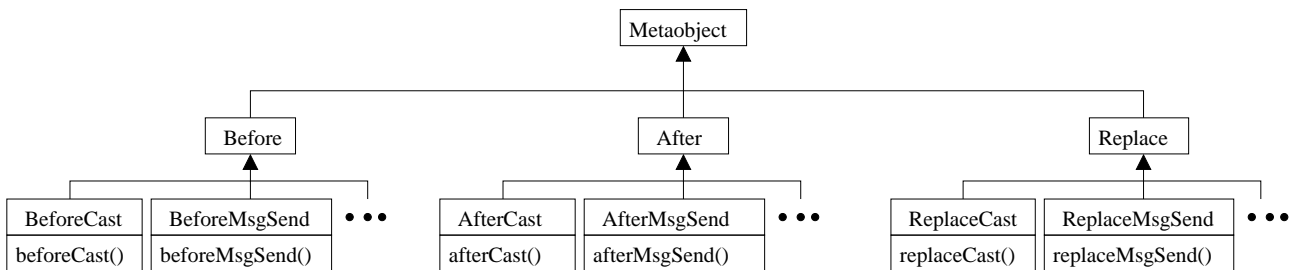 Metaobject
Before After Replace
BeforeCast BeforeMsgSend ••• AfterCast AfterMsgSend ••• ReplaceCast ReplaceMsgSend •••
beforeCast() beforeMsgSend() afterCast() afterMsgSend() replaceCast() replaceMsgSend()